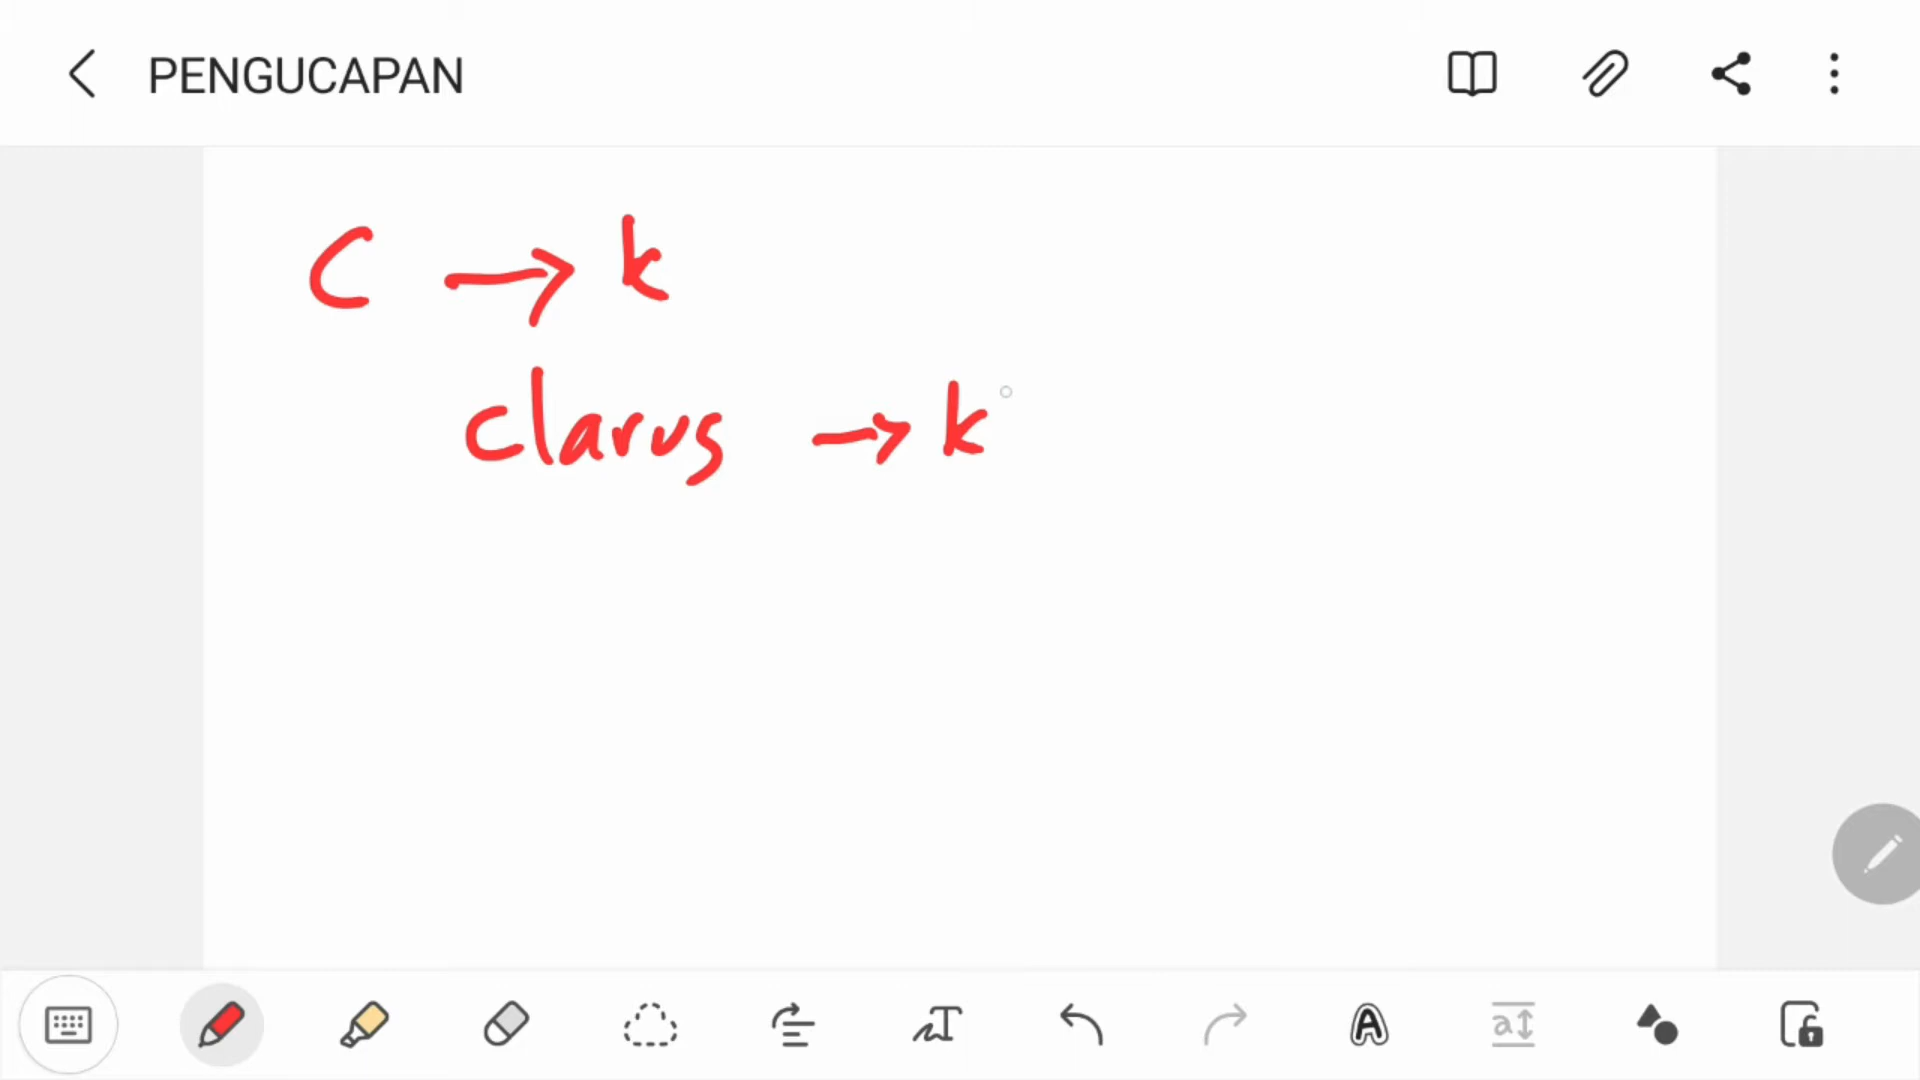 PENGUCAPAN
C → k
clarus → k